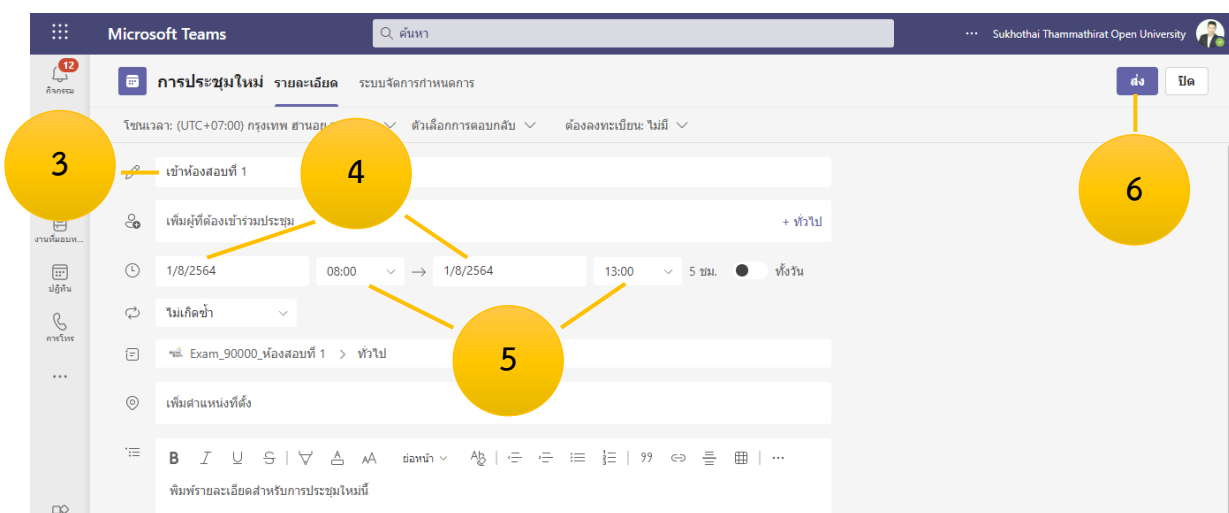 Microsoft Teams
ค้นหา
Sukhothai Thammathirat Open University
12
กิจกรรม
การประชุมใหม่ รายละเอียด ระบบจัดการกำหนดการ
ส่ง ปิด
โซนเวลา: (UTC+07:00) กรุงเทพ ฮานอย ตัวเลือกการตอบกลับ ต้องลงทะเบียน: ไม่มี
3
เข้าห้องสอบที่ 1
4
6
เพิ่มผู้ที่ต้องเข้าร่วมประชุม + ทั่วไป
งานที่มอบห...
1/8/2564 08:00 → 1/8/2564 13:00 5 ชม. ทั้งวัน
ปฏิทิน
ไม่เกิดซ้ำ
การโทร
Exam_90000_ห้องสอบที่ 1 > ทั่วไป
5
เพิ่มตำแหน่งที่ตั้ง
B I U S A AA ย่อหน้า
พิมพ์รายละเอียดสำหรับการประชุมใหม่นี้